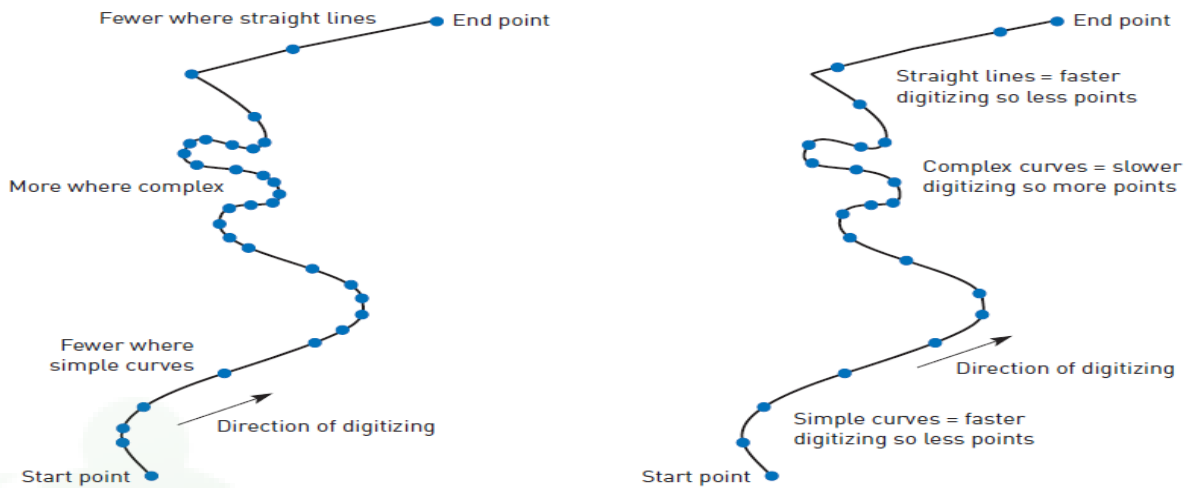 Fewer where straight lines
End point
More where complex
Fewer where
simple curves
Direction of digitizing
Start point
End point
Straight lines = faster
digitizing so less points
Complex curves = slower
digitizing so more points
Direction of digitizing
Simple curves = faster
digitizing so less points
Start point